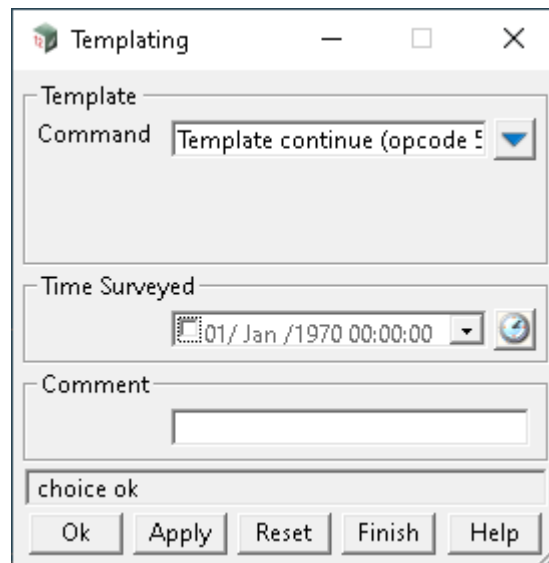 Templating
Template
Command Template continue (opcode 5
Time Surveyed
01/ Jan /1970 00:00:00
Comment
choice ok
Ok Apply Reset Finish Help